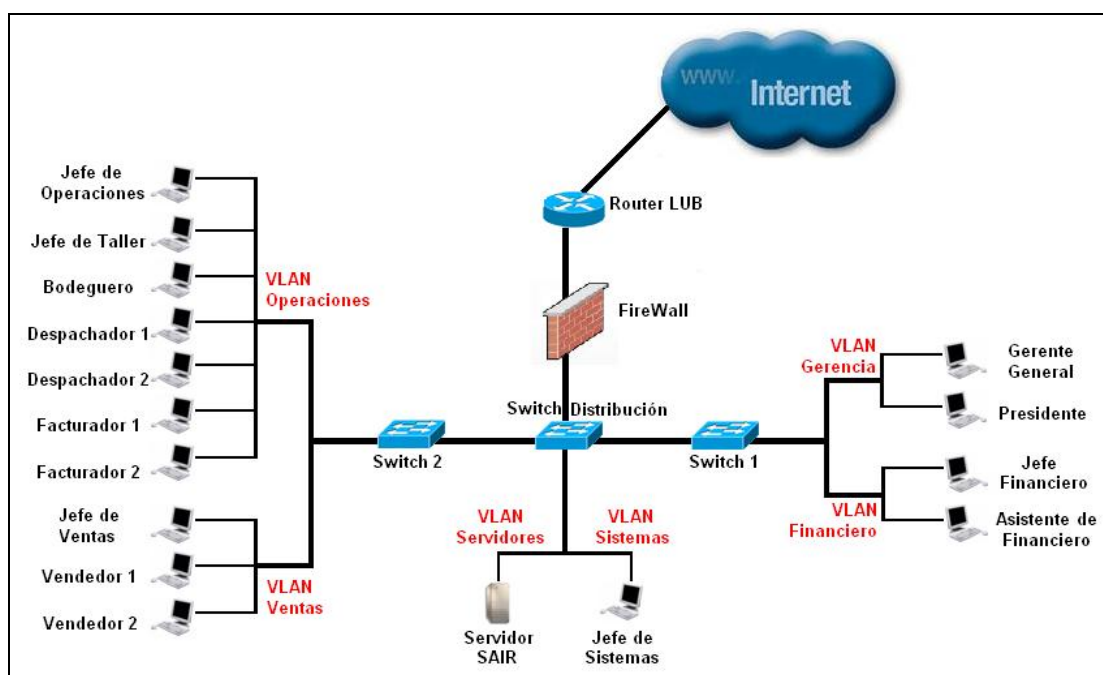 www.
Internet
Router LUB
FireWall
Switch Distribución
Switch 2
Switch 1
Jefe de
Operaciones
Jefe de Taller
Bodeguero
Despachador 1
Despachador 2
Facturador 1
Facturador 2
VLAN
Operaciones
Jefe de
Ventas
Vendedor 1
Vendedor 2
VLAN
Ventas
VLAN
Servidores
VLAN
Sistemas
Servidor
SAIR
Jefe de
Sistemas
VLAN
Gerencia
Gerente
General
Presidente
VLAN
Financiero
Jefe
Financiero
Asistente de
Financiero